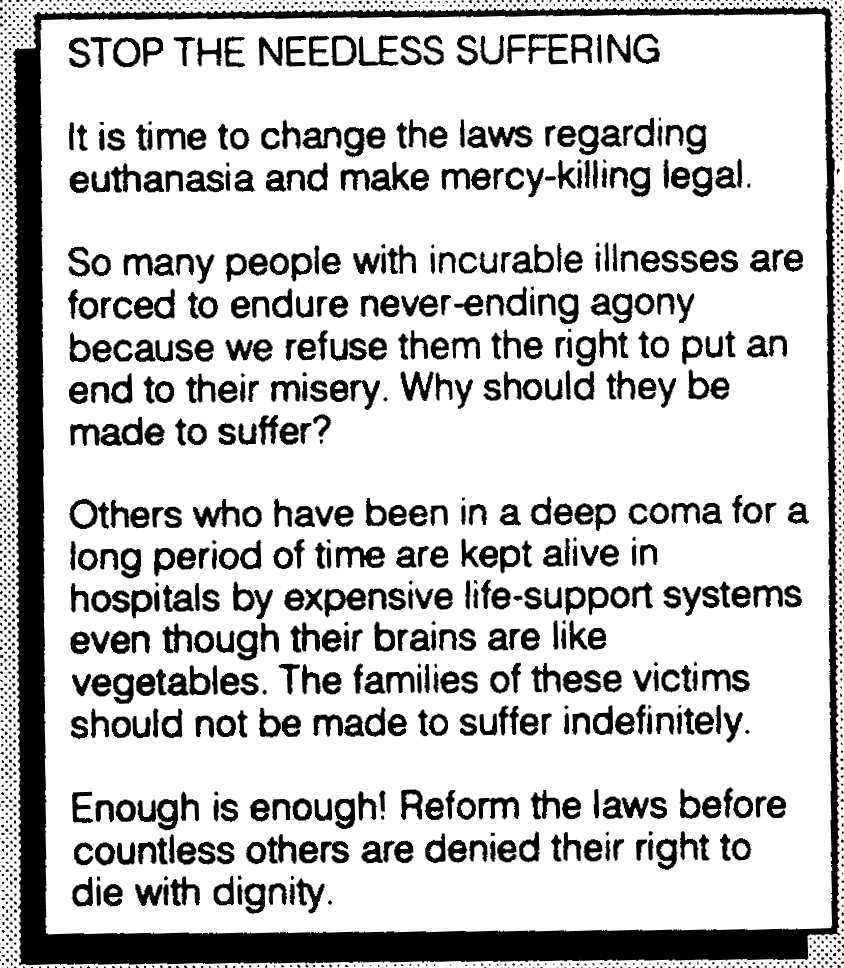 STOP THE NEEDLESS SUFFERING
It is time to change the laws regarding
euthanasia and make mercy-killing legal.
So many people with incurable illnesses are
forced to endure never-ending agony
because we refuse them the right to put an
end to their misery. Why should they be
made to suffer?
Others who have been in a deep coma for a
long period of time are kept alive in
hospitals by expensive life-support systems
even though their brains are like
vegetables. The families of these victims
should not be made to suffer indefinitely.
Enough is enough! Reform the laws before
countless others are denied their right to
die with dignity.